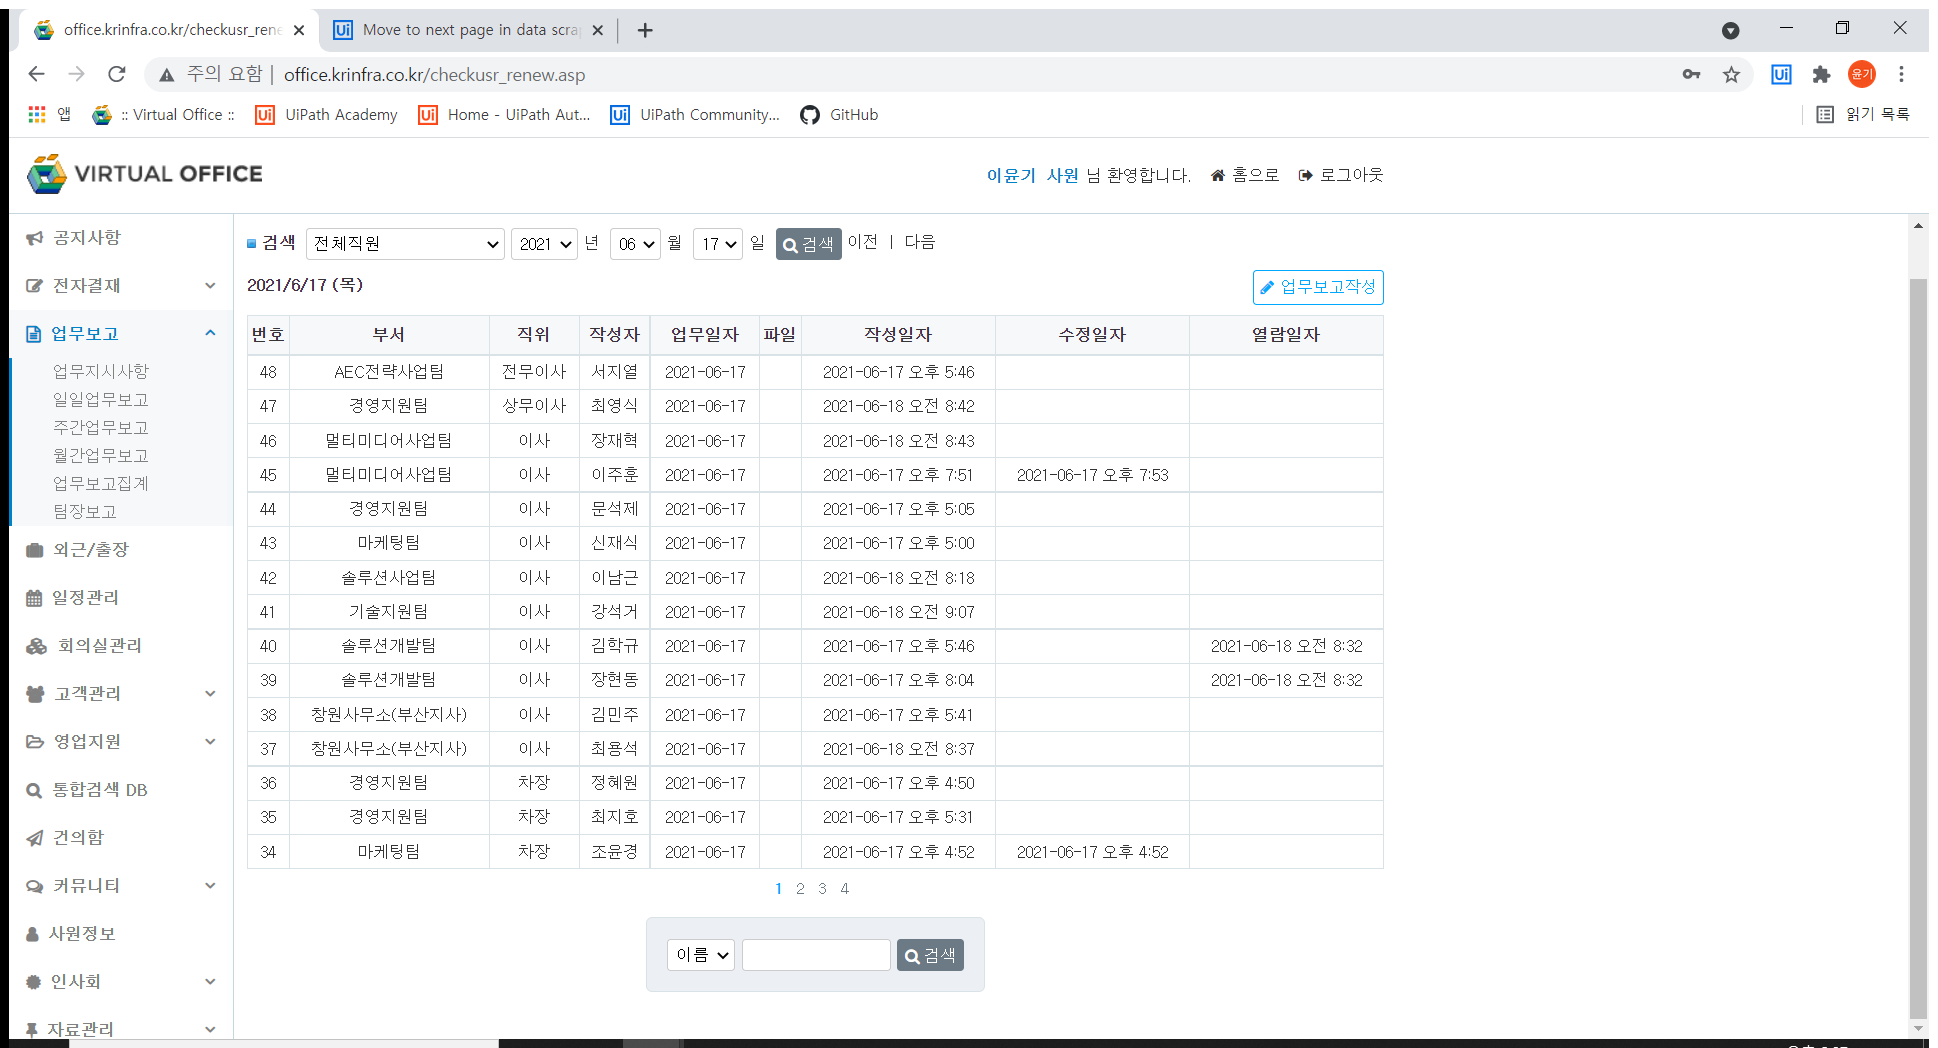 office.krinfra.co.kr/checkusr_rene
Move to next page in data scra
주의 요함 | office.krinfra.co.kr/checkusr_renew.asp
윤기
앱 :: Virtual Office :: UiPath Academy Home - UiPath Aut... UiPath Community... GitHub 읽기 목록
VIRTUAL OFFICE
이윤기 사원 님 환영합니다. 홈으로 로그아웃
공지사항
전자결재
업무보고
업무지시사항
일일업무보고
주간업무보고
월간업무보고
업무보고집계
팀장보고
외근/출장
일정관리
회의실관리
고객관리
영업지원
통합검색 DB
건의함
커뮤니티
사원정보
인사회
자료관리
검색 전체직원 2021 년 06 월 17 일 검색 이전 | 다음
2021/6/17 (목) 업무보고작성
번호 부서 직위 작성자 업무일자 파일 작성일자 수정일자 열람일자
48 AEC전략사업팀 전무이사 서지열 2021-06-17 2021-06-17 오후 5:46
47 경영지원팀 상무이사 최영식 2021-06-17 2021-06-18 오전 8:42
46 멀티미디어사업팀 이사 장재혁 2021-06-17 2021-06-18 오전 8:43
45 멀티미디어사업팀 이사 이주훈 2021-06-17 2021-06-17 오후 7:51 2021-06-17 오후 7:53
44 경영지원팀 이사 문석제 2021-06-17 2021-06-17 오후 5:05
43 마케팅팀 이사 신재식 2021-06-17 2021-06-17 오후 5:00
42 솔루션사업팀 이사 이남근 2021-06-17 2021-06-18 오전 8:18
41 기술지원팀 이사 강석거 2021-06-17 2021-06-18 오전 9:07
40 솔루션개발팀 이사 김학규 2021-06-17 2021-06-17 오후 5:46 2021-06-18 오전 8:32
39 솔루션개발팀 이사 장현동 2021-06-17 2021-06-17 오후 8:04 2021-06-18 오전 8:32
38 창원사무소(부산지사) 이사 김민주 2021-06-17 2021-06-17 오후 5:41
37 창원사무소(부산지사) 이사 최용석 2021-06-17 2021-06-18 오전 8:37
36 경영지원팀 차장 정혜원 2021-06-17 2021-06-17 오후 4:50
35 경영지원팀 차장 최지호 2021-06-17 2021-06-17 오후 5:31
34 마케팅팀 차장 조윤경 2021-06-17 2021-06-17 오후 4:52 2021-06-17 오후 4:52
1 2 3 4
이름 검색